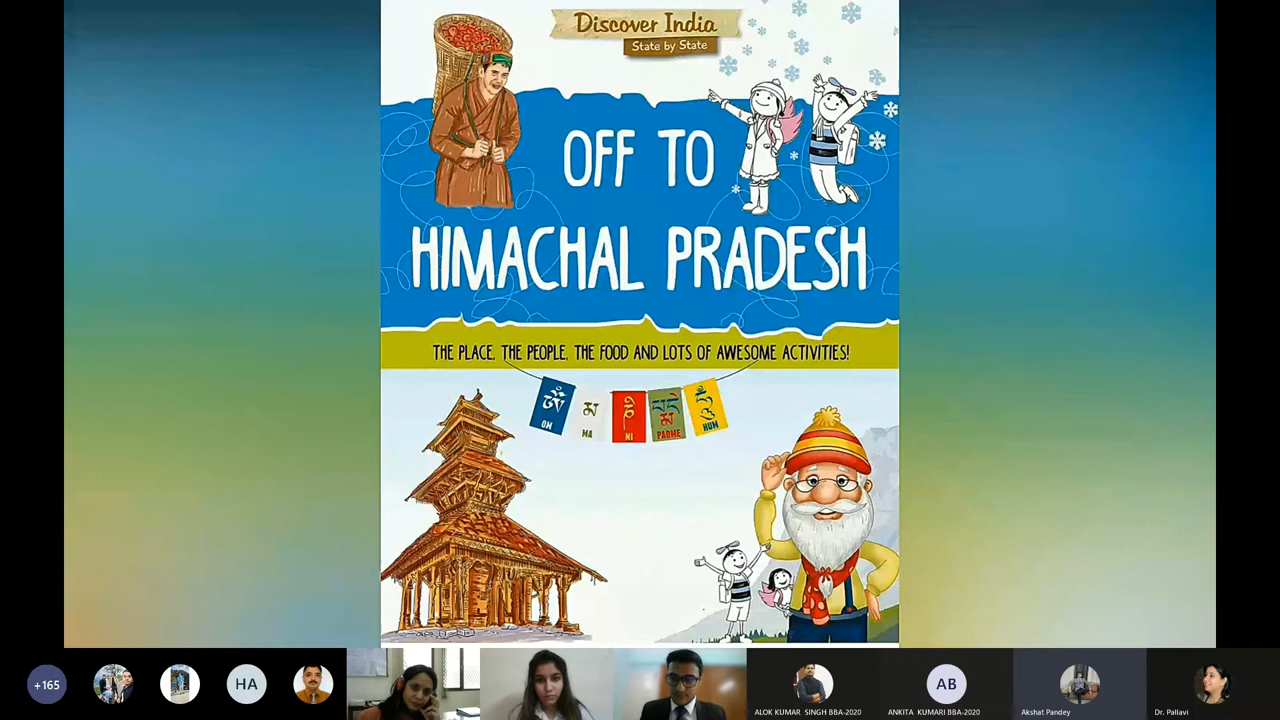 Discover India
State by State
OFF TO
HIMACHAL PRADESH
THE PLACE, THE PEOPLE, THE FOOD AND LOTS OF AWESOME ACTIVITIES!
ༀ མ ཎི པདྨེ ཧཱུྃ
OM MA NI PADME HUM
+165
HA
AB
ALOK KUMAR SINGH BBA-2020
ANKITA KUMARI BBA-2020
Akshat Pandey
Dr. Pallavi